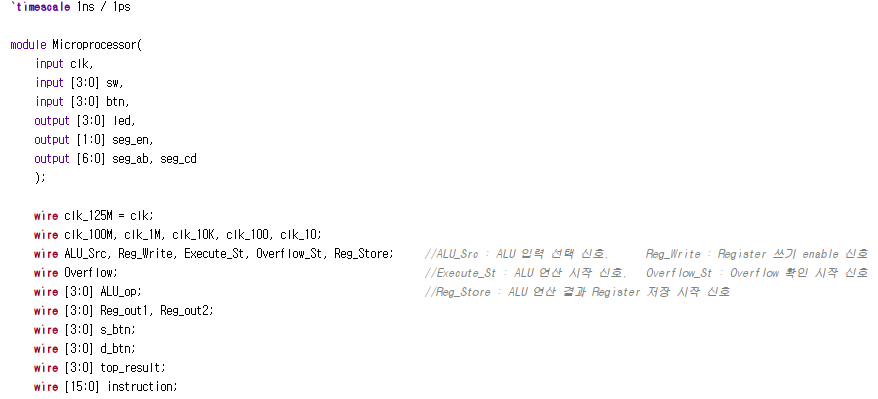 `timescale 1ns / 1ps
module Microprocessor(
input clk,
input [3:0] sw,
input [3:0] btn,
output [3:0] led,
output [1:0] seg_en,
output [6:0] seg_ab, seg_cd
);
wire clk_125M = clk;
wire clk_100M, clk_1M, clk_10K, clk_100, clk_10;
wire ALU_Src, Reg_Write, Execute_St, Overflow_St, Reg_Store; //ALU_Src : ALU 입력 선택 신호, Reg_Write : Register 쓰기 enable 신호
wire Overflow; //Execute_St : ALU 연산 시작 신호, Overflow_St : Overflow 확인 시작 신호
wire [3:0] ALU_op; //Reg_Store : ALU 연산 결과 Register 저장 시작 신호
wire [3:0] Reg_out1, Reg_out2;
wire [3:0] s_btn;
wire [3:0] d_btn;
wire [3:0] top_result;
wire [15:0] instruction;